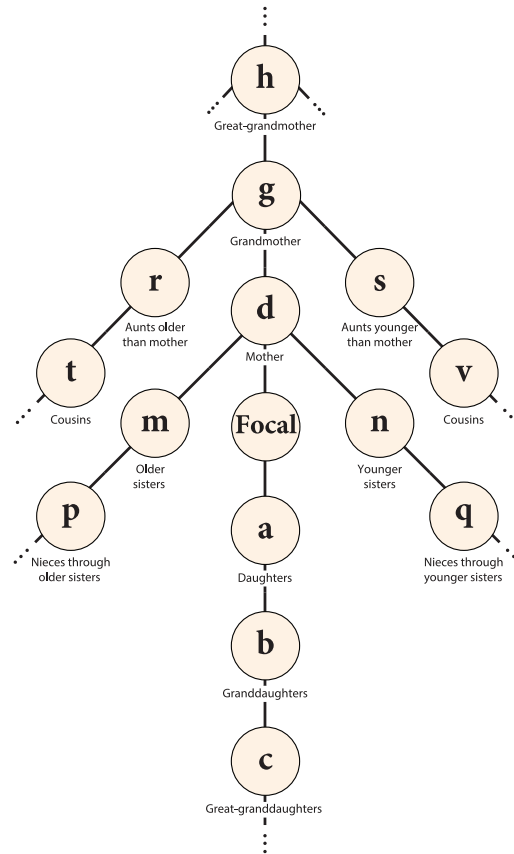 h
Great-grandmother
g
Grandmother
r
s
Aunts older
than mother
d
Aunts younger
than mother
Mother
t
v
Cousins
Cousins
m
Focal
n
Older
sisters
Younger
sisters
p
q
a
Nieces through
older sisters
Nieces through
younger sisters
Daughters
b
Granddaughters
c
Great-granddaughters